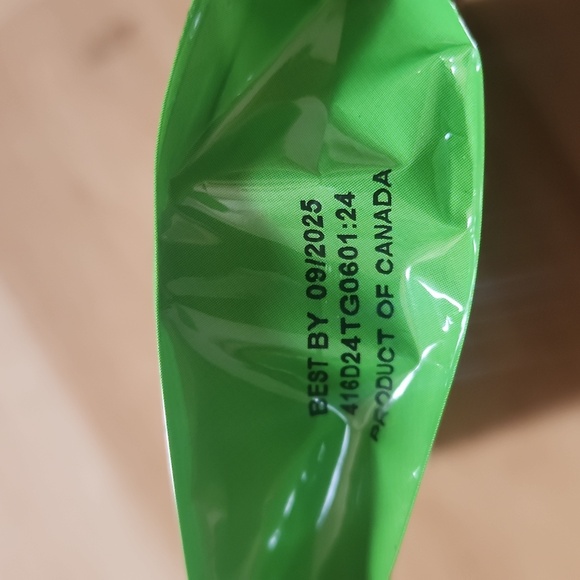 BEST BY 09/2025
416D24TG0601:24
PRODUCT OF CANADA